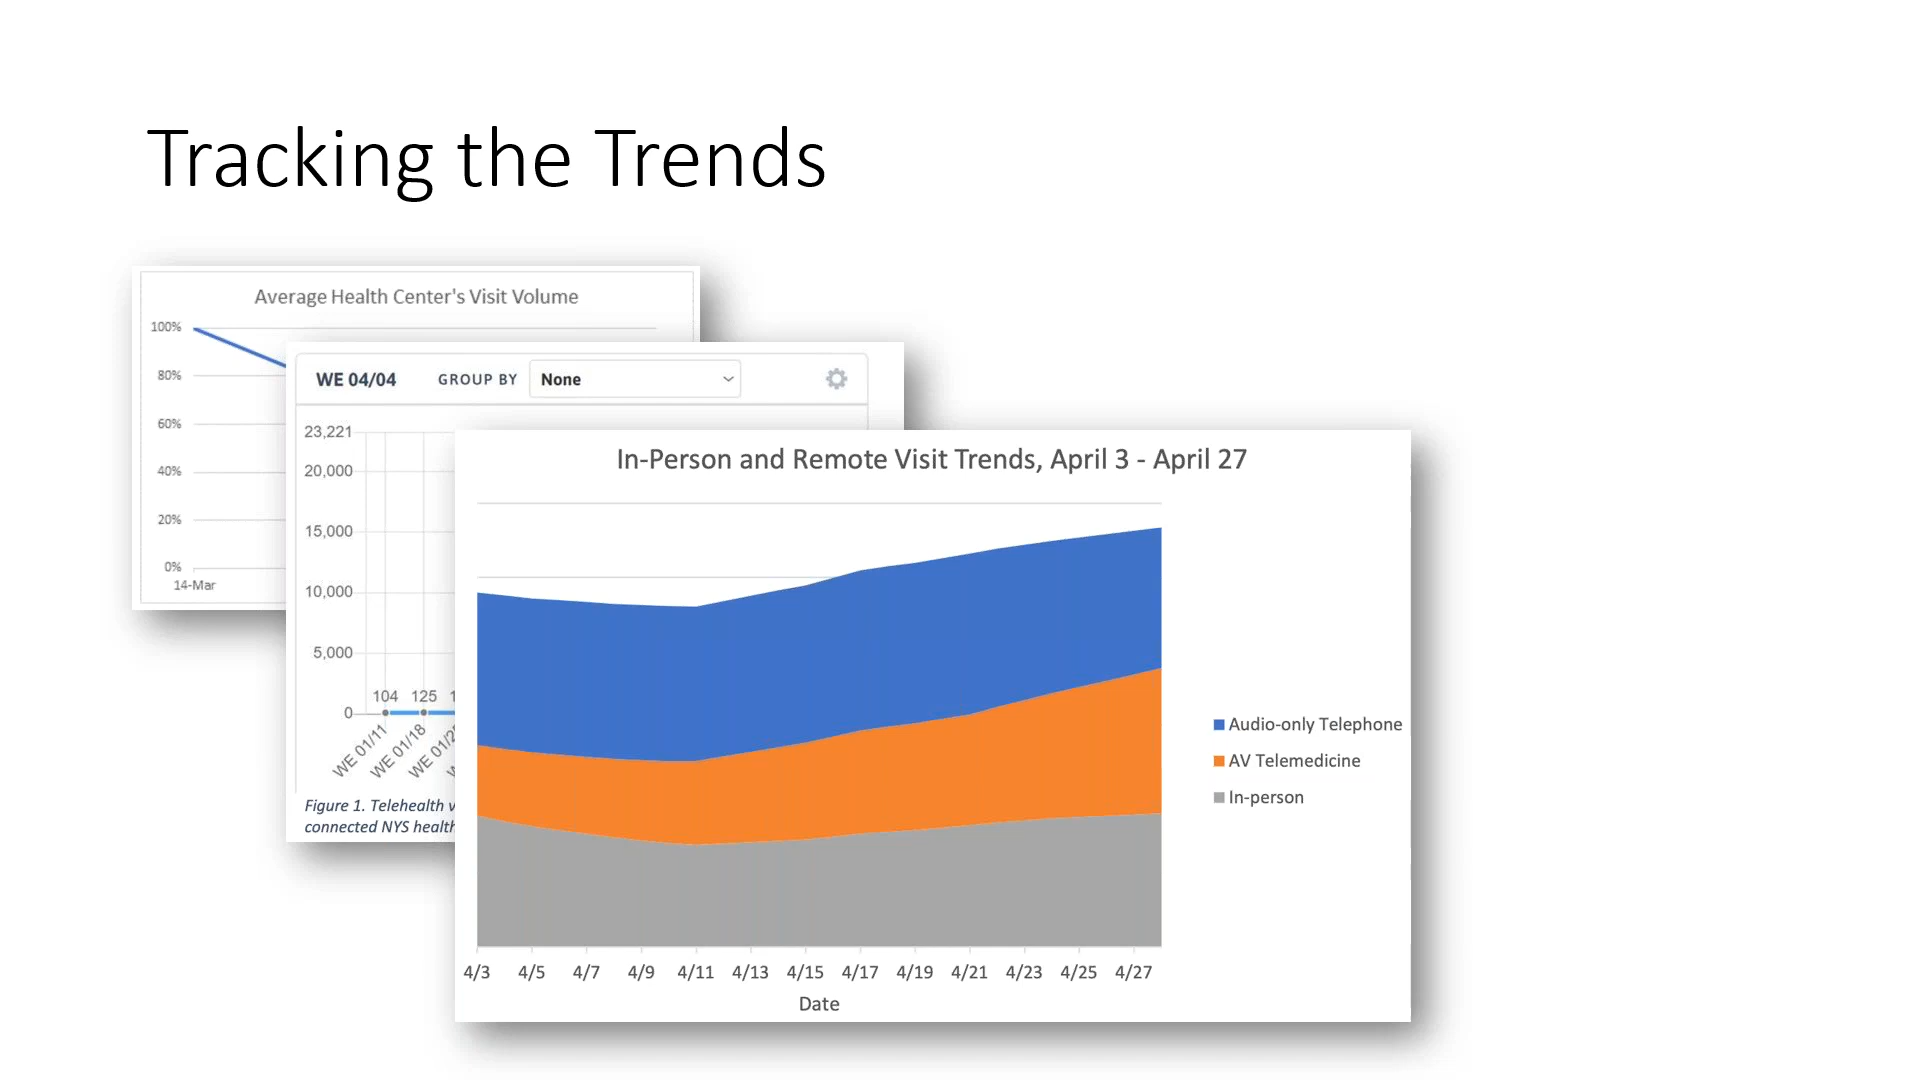 Tracking the Trends
Average Health Center's Visit Volume
100%
80%
60%
40%
20%
0%
14-Mar
WE 04/04 GROUP BY None
23,221
20,000
15,000
10,000
5,000
0
104 125
WE 01/11 WE 01/18
Figure 1. Telehealth
connected NYS health
In-Person and Remote Visit Trends, April 3 - April 27
Audio-only Telephone
AV Telemedicine
In-person
4/3 4/5 4/7 4/9 4/11 4/13 4/15 4/17 4/19 4/21 4/23 4/25 4/27
Date